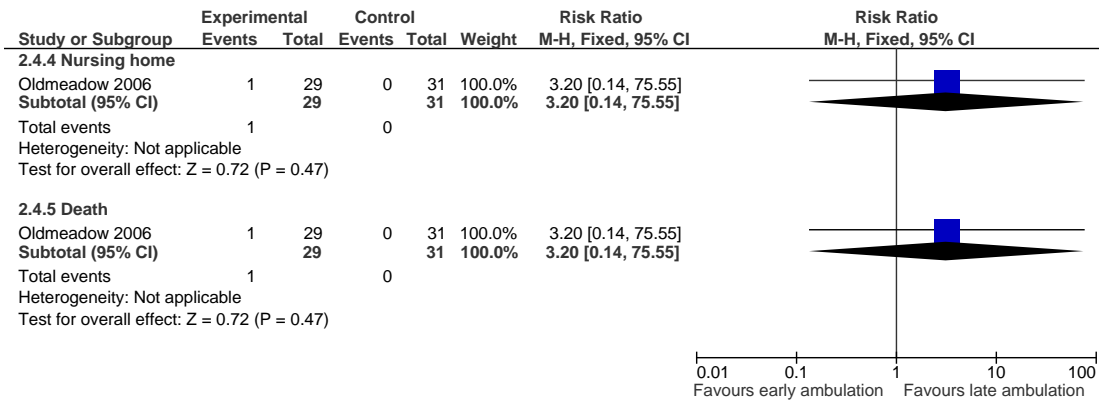 Experimental Control Risk Ratio Risk Ratio
Study or Subgroup Events Total Events Total Weight M-H, Fixed, 95% CI M-H, Fixed, 95% CI
2.4.4 Nursing home
Oldmeadow 2006 1 29 0 31 100.0% 3.20 [0.14, 75.55]
Subtotal (95% CI) 29 31 100.0% 3.20 [0.14, 75.55]
Total events 1 0
Heterogeneity: Not applicable
Test for overall effect: Z = 0.72 (P = 0.47)
2.4.5 Death
Oldmeadow 2006 1 29 0 31 100.0% 3.20 [0.14, 75.55]
Subtotal (95% CI) 29 31 100.0% 3.20 [0.14, 75.55]
Total events 1 0
Heterogeneity: Not applicable
Test for overall effect: Z = 0.72 (P = 0.47)
0.01 0.1 1 10 100
Favours early ambulation Favours late ambulation